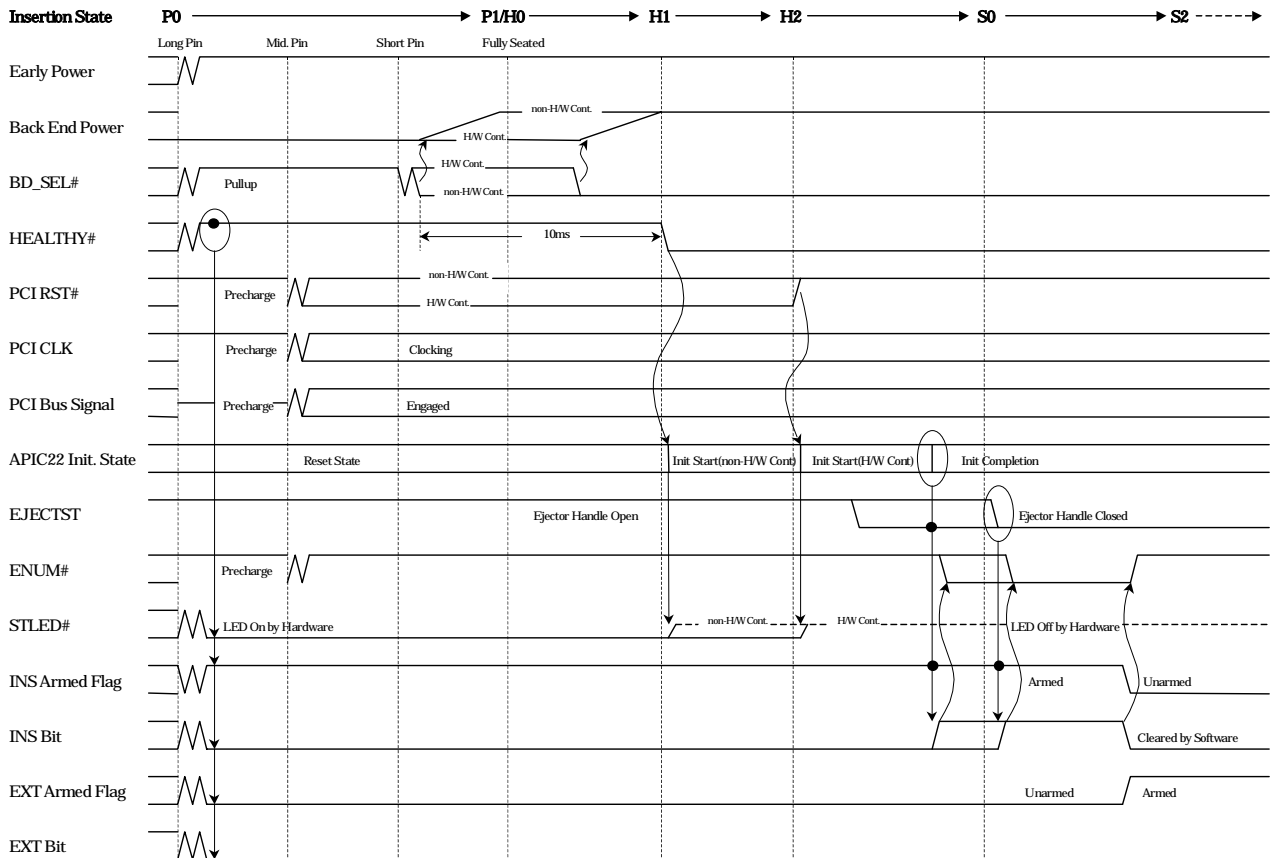 Insertion State P0 P1/H0 H1 H2 S0 S2
Long Pin Mid. Pin Short Pin Fully Seated
Early Power
non-H/W Cont.
Back End Power
H/W Cont.
H/W Cont.
BD_SEL# Pullup
non-H/W Cont.
HEALTHY# 10ms
non-H/W Cont.
PCI RST# Precharge
H/W Cont.
PCI CLK Precharge Clocking
PCI Bus Signal Precharge Engaged
APIC22 Init. State Reset State Init Start(non-H/W Cont) Init Start(H/W Cont) Init Completion
EJECTST Ejector Handle Open Ejector Handle Closed
ENUM# Precharge
non-H/W Cont. H/W Cont.
STLED# LED On by Hardware LED Off by Hardware
INS Armed Flag Armed Unarmed
INS Bit Cleared by Software
EXT Armed Flag Unarmed Armed
EXT Bit